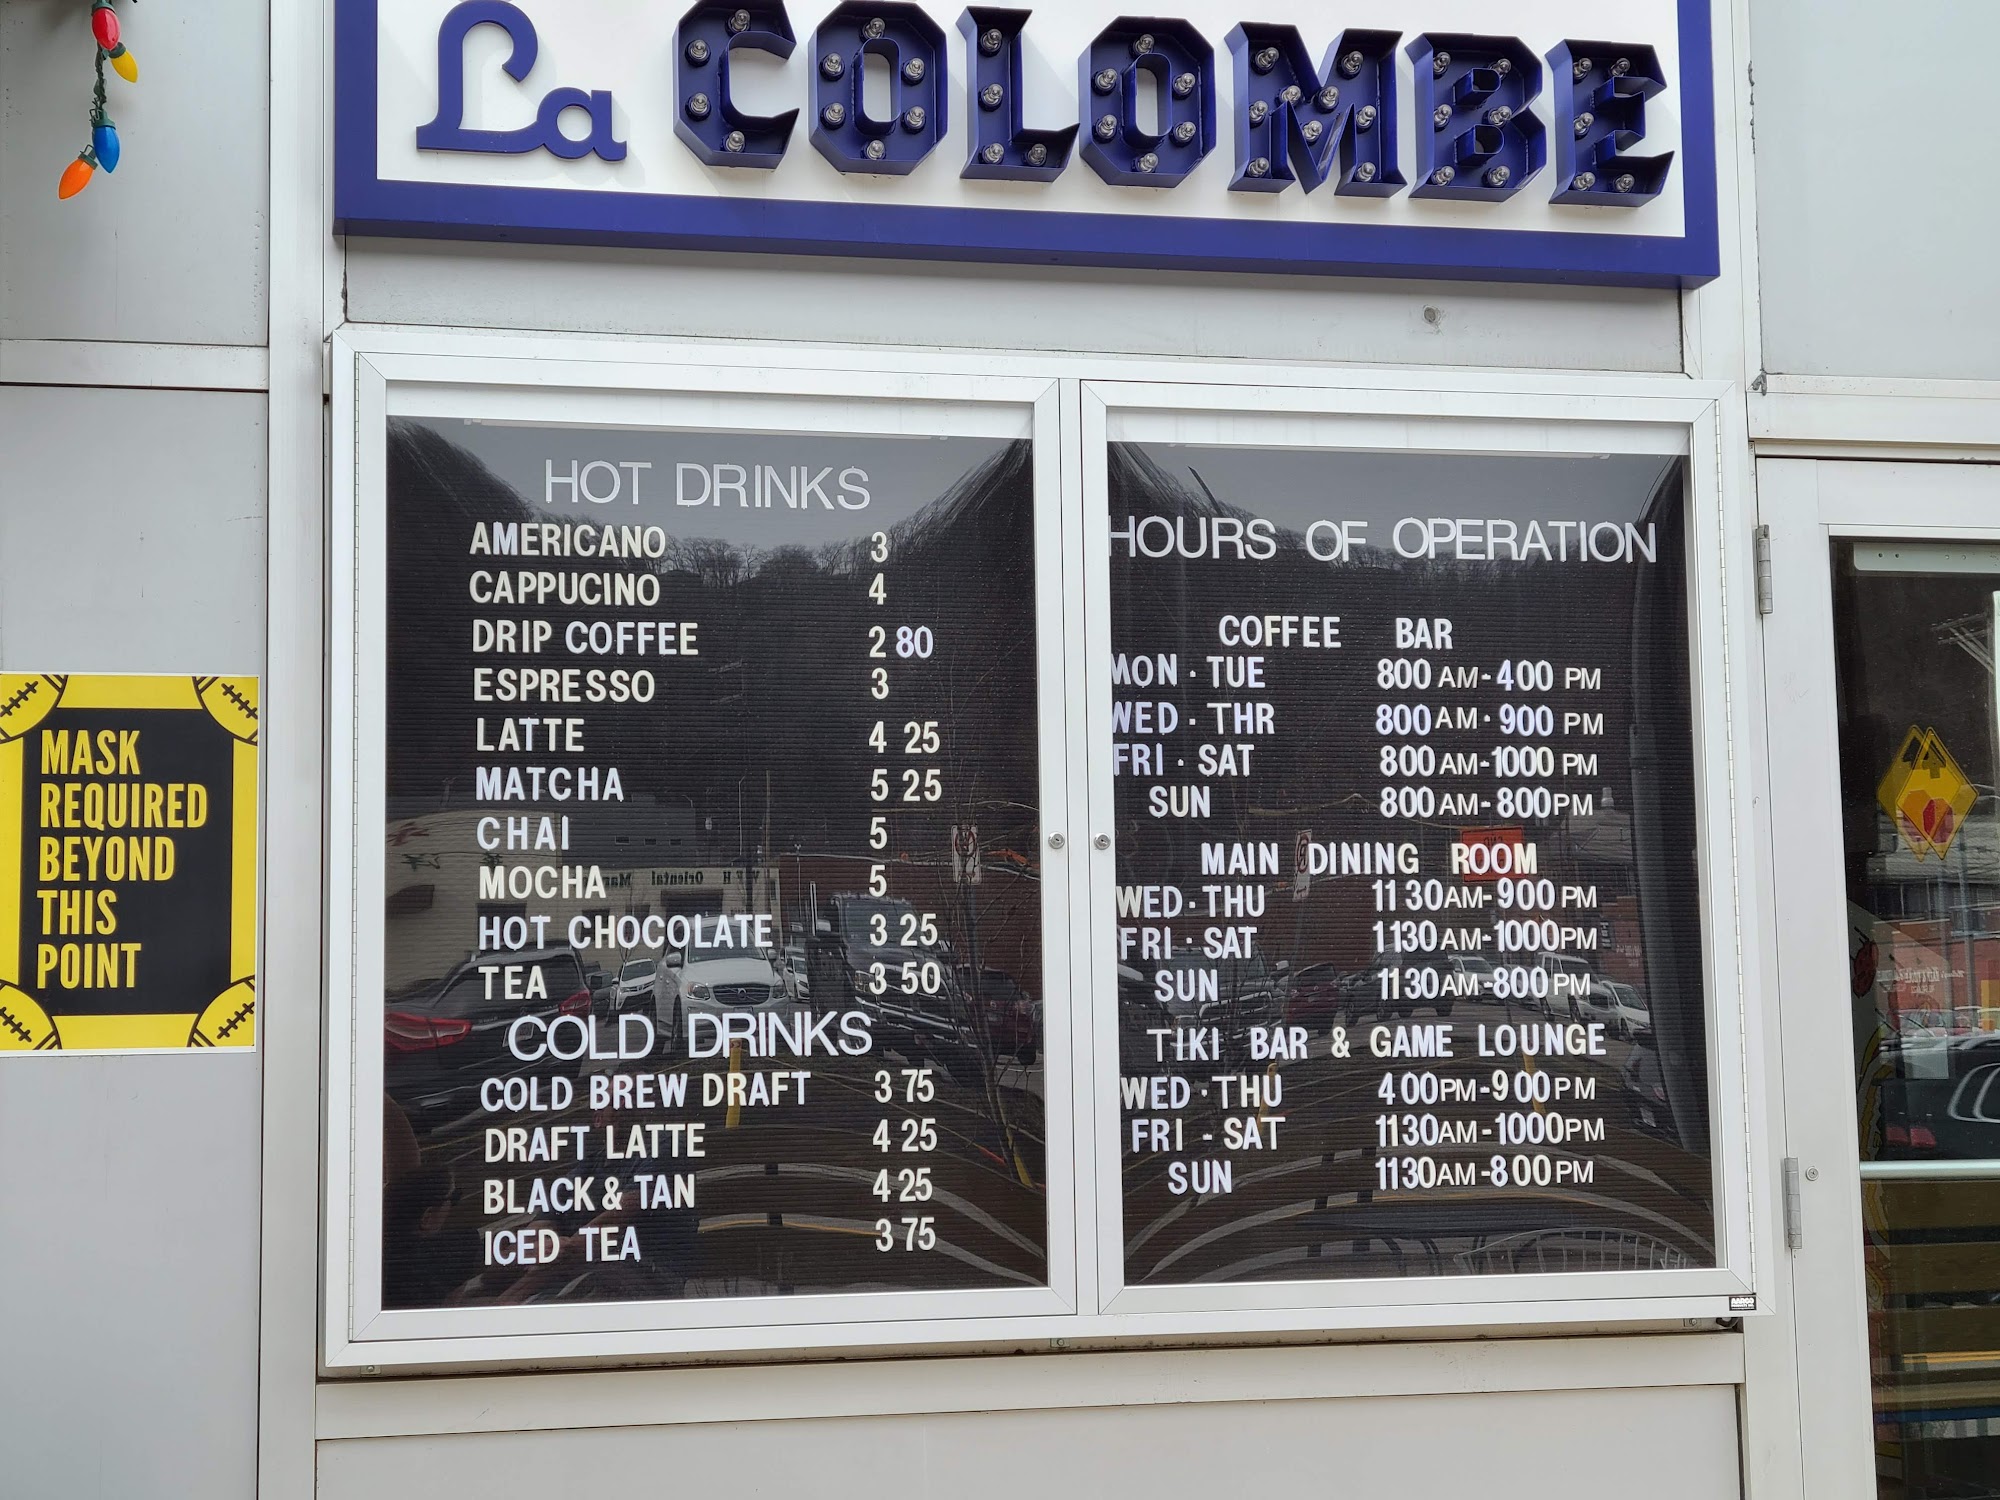 La COLOMBE
MASK
REQUIRED
BEYOND
THIS
POINT
HOT DRINKS
AMERICANO 3
CAPPUCINO 4
DRIP COFFEE 2 80
ESPRESSO 3
LATTE 4 25
MATCHA 5 25
CHAI 5
MOCHA 5
HOT CHOCOLATE 3 25
TEA 3 50
COLD DRINKS
COLD BREW DRAFT 3 75
DRAFT LATTE 4 25
BLACK & TAN 4 25
ICED TEA 3 75
HOURS OF OPERATION
COFFEE BAR
MON · TUE 800 AM - 400 PM
WED · THR 800 AM · 900 PM
FRI · SAT 800 AM - 1000 PM
SUN 800 AM - 800 PM
MAIN DINING ROOM
WED · THU 11 30 AM - 900 PM
FRI · SAT 1130 AM - 1000 PM
SUN 1130 AM - 800 PM
TIKI BAR & GAME LOUNGE
WED · THU 400 PM - 900 PM
FRI - SAT 1130 AM - 1000 PM
SUN 1130 AM - 800 PM